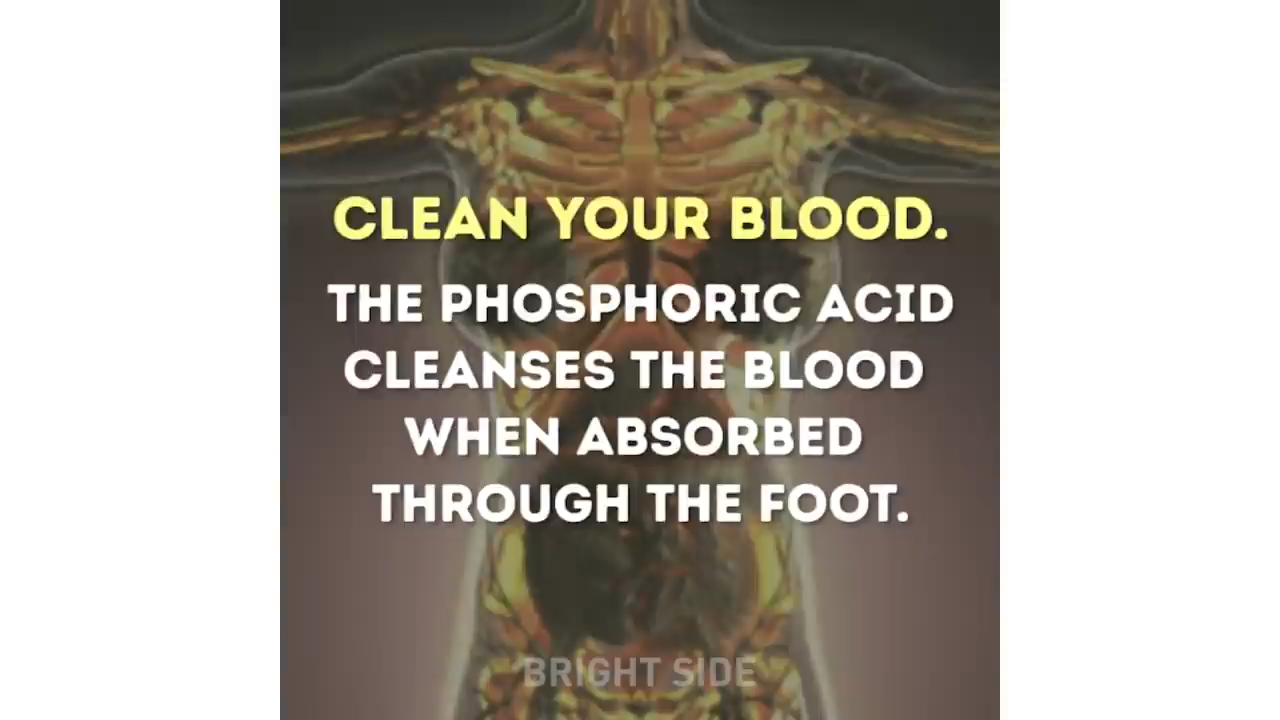 CLEAN YOUR BLOOD.
THE PHOSPHORIC ACID
CLEANSES THE BLOOD
WHEN ABSORBED
THROUGH THE FOOT.
BRIGHT SIDE